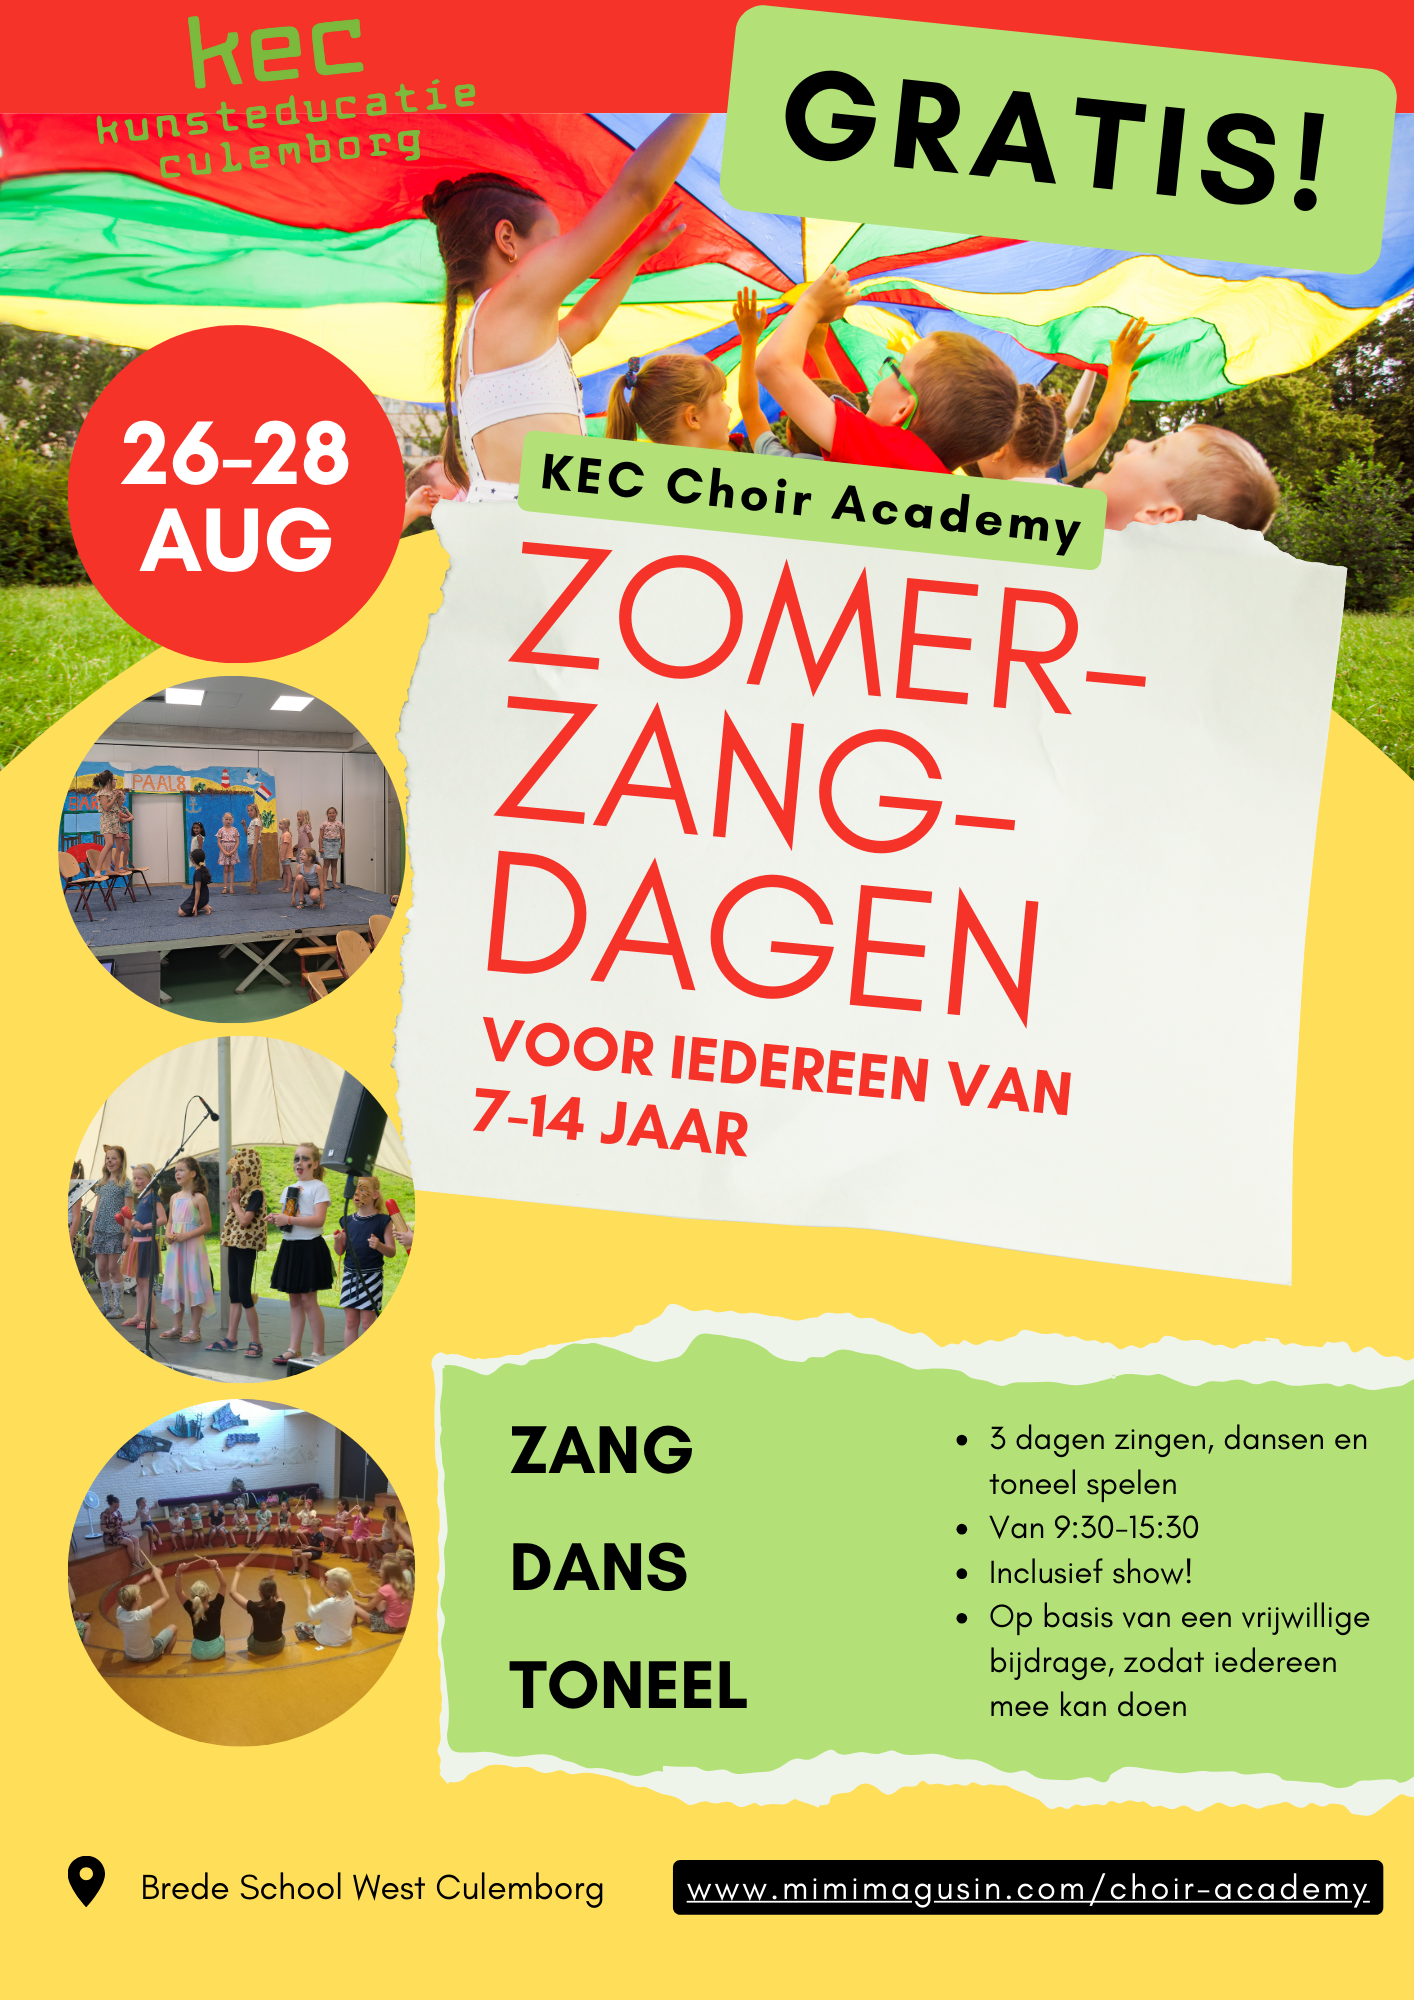 kec
kunsteducatie
culemborg
GRATIS!
26-28
AUG
KEC Choir Academy
ZOMER-
ZANG-
DAGEN
VOOR IEDEREEN VAN
7-14 JAAR
PAAL8
ZANG
DANS
TONEEL
3 dagen zingen, dansen en
toneel spelen
Van 9:30-15:30
Inclusief show!
Op basis van een vrijwillige
bijdrage, zodat iedereen
mee kan doen
Brede School West Culemborg
www.mimimagusin.com/choir-academy